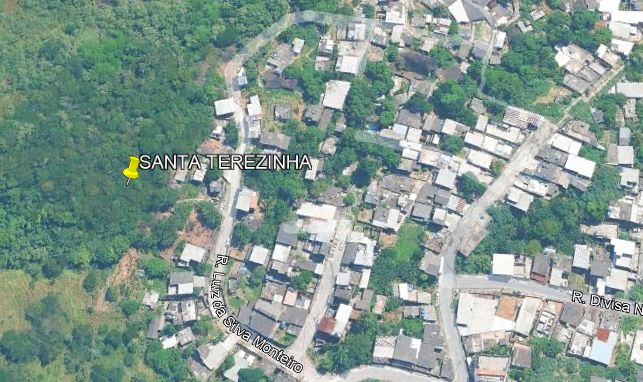 SANTA TEREZINHA
R. Luiz da Silva Monteiro
R. Divisa N